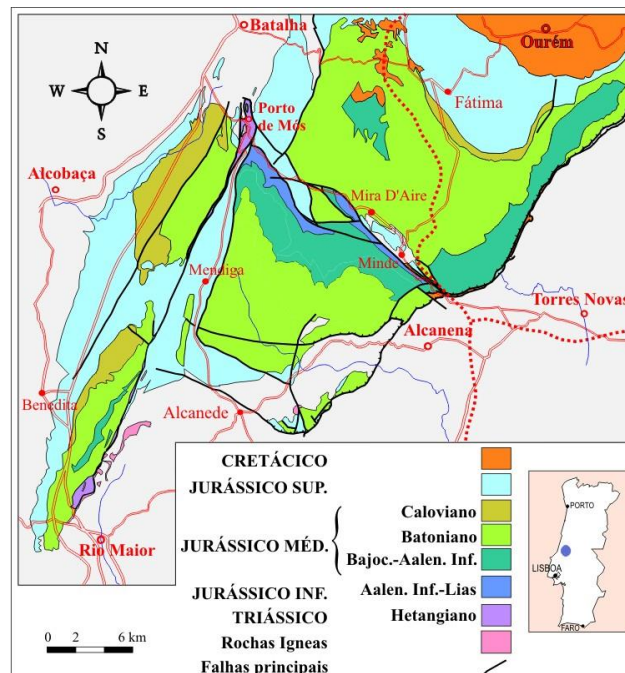 Batalha
Ourém
N
W E
S
Fátima
Porto
de Mós
Alcobaça
Mira D'Aire
Minde
Mendiga
Torres Novas
Alcanena
Benedita
Alcanede
Rio Maior
CRETÁCICO
JURÁSSICO SUP.
Caloviano
JURÁSSICO MÉD.
Batoniano
Bajoc.-Aalen. Inf.
JURÁSSICO INF.
Aalen. Inf.-Lias
TRIÁSSICO
Hetangiano
Rochas Igneas
Falhas principais
0 2 6 km
PORTO
LISBOA
FARO